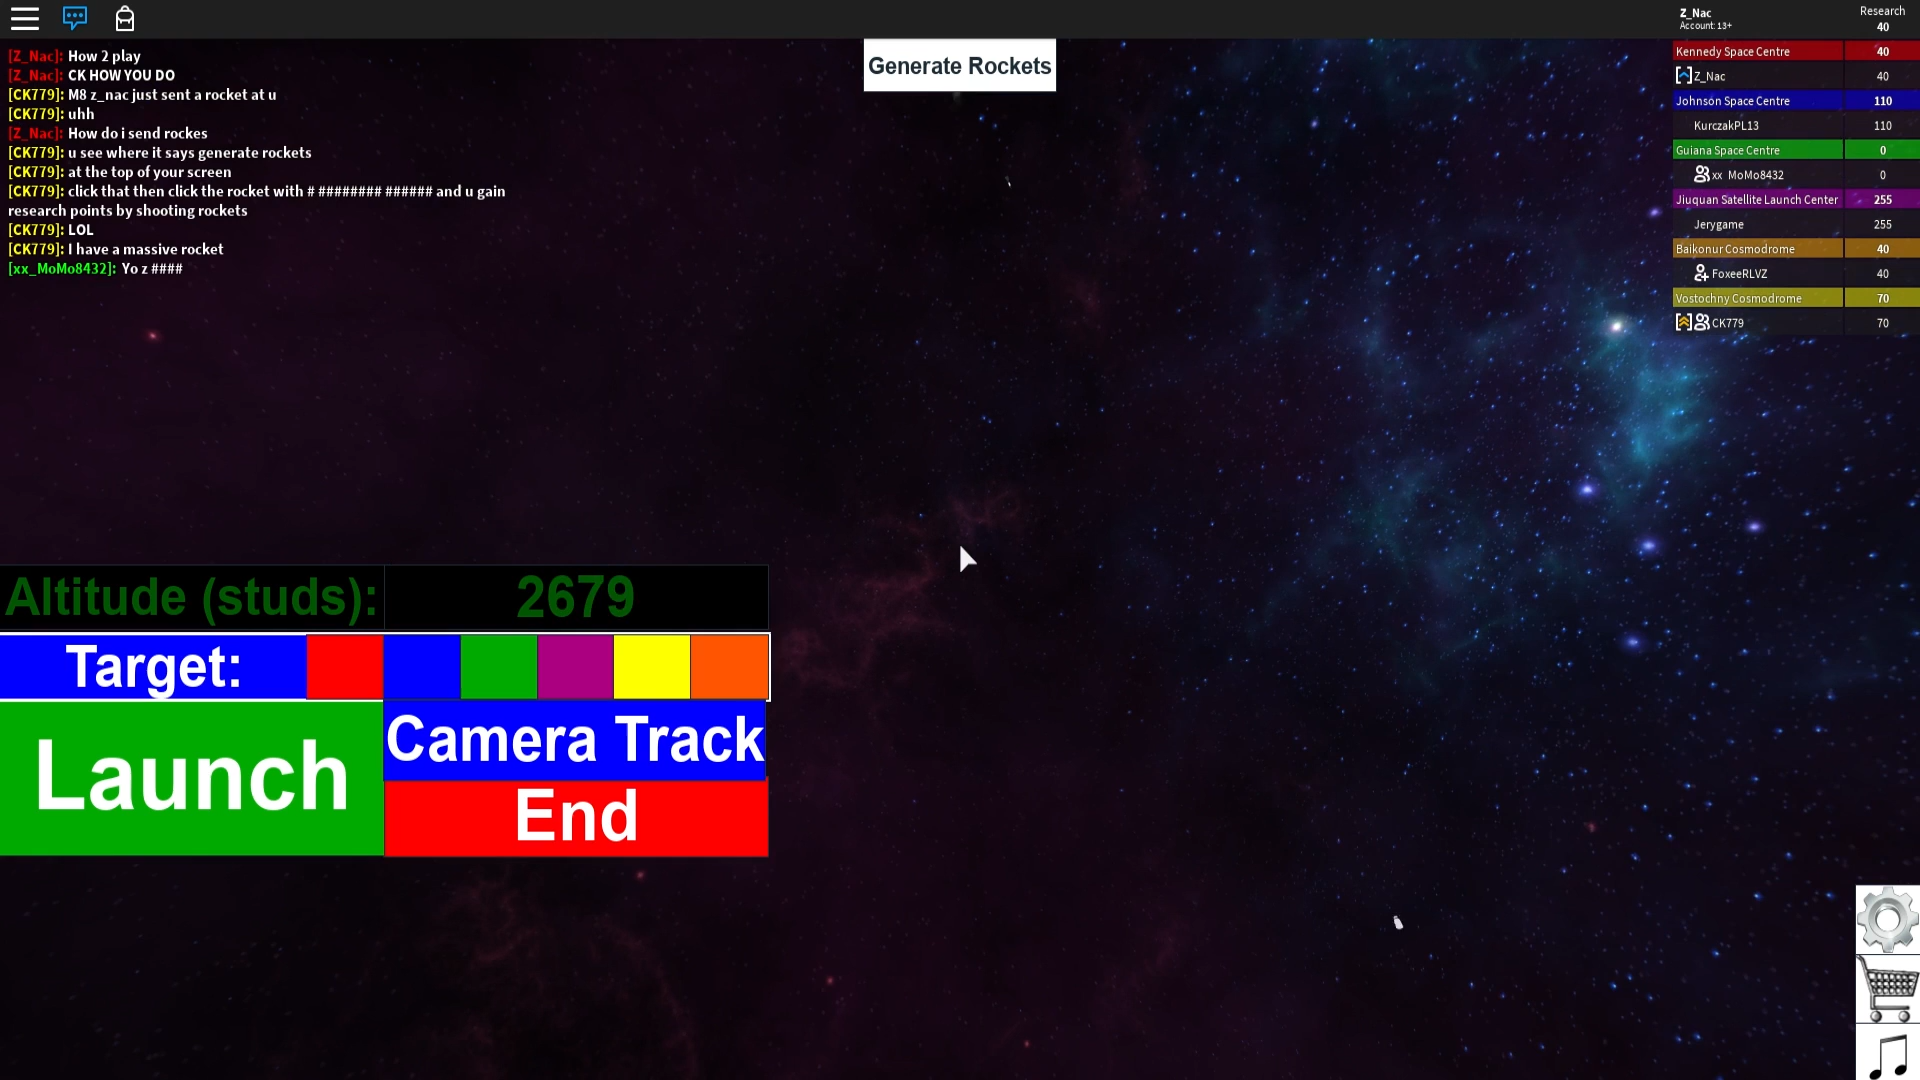 [Z_Nac]: How 2 play
[Z_Nac]: CK HOW YOU DO
[CK779]: M8 z_nac just sent a rocket at u
[CK779]: uhh
[Z_Nac]: How do i send rockes
[CK779]: u see where it says generate rockets
[CK779]: at the top of your screen
[CK779]: click that then click the rocket with # ######## ###### and u gain
research points by shooting rockets
[CK779]: LOL
[CK779]: I have a massive rocket
[xx_MoMo8432]: Yo z ####
Generate Rockets
Z_Nac Research
Account: 13+ 40
Kennedy Space Centre 40
Z_Nac 40
Johnson Space Centre 110
KurczakPL13 110
Guiana Space Centre 0
xx_MoMo8432 0
Jiuquan Satellite Launch Center 255
Jerygame 255
Baikonur Cosmodrome 40
FoxeeRLVZ 40
Vostochny Cosmodrome 70
CK779 70
Altitude (studs): 2679
Target:
Launch
Camera Track
End